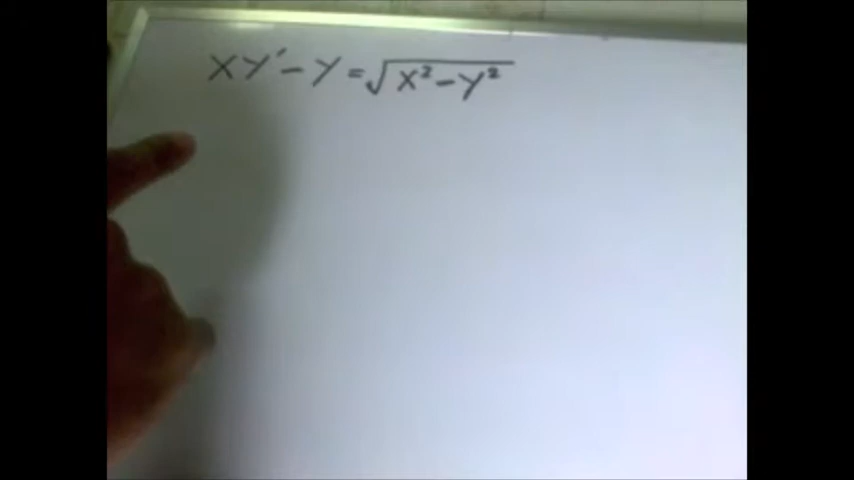 XY' - Y = √(X² - Y²)